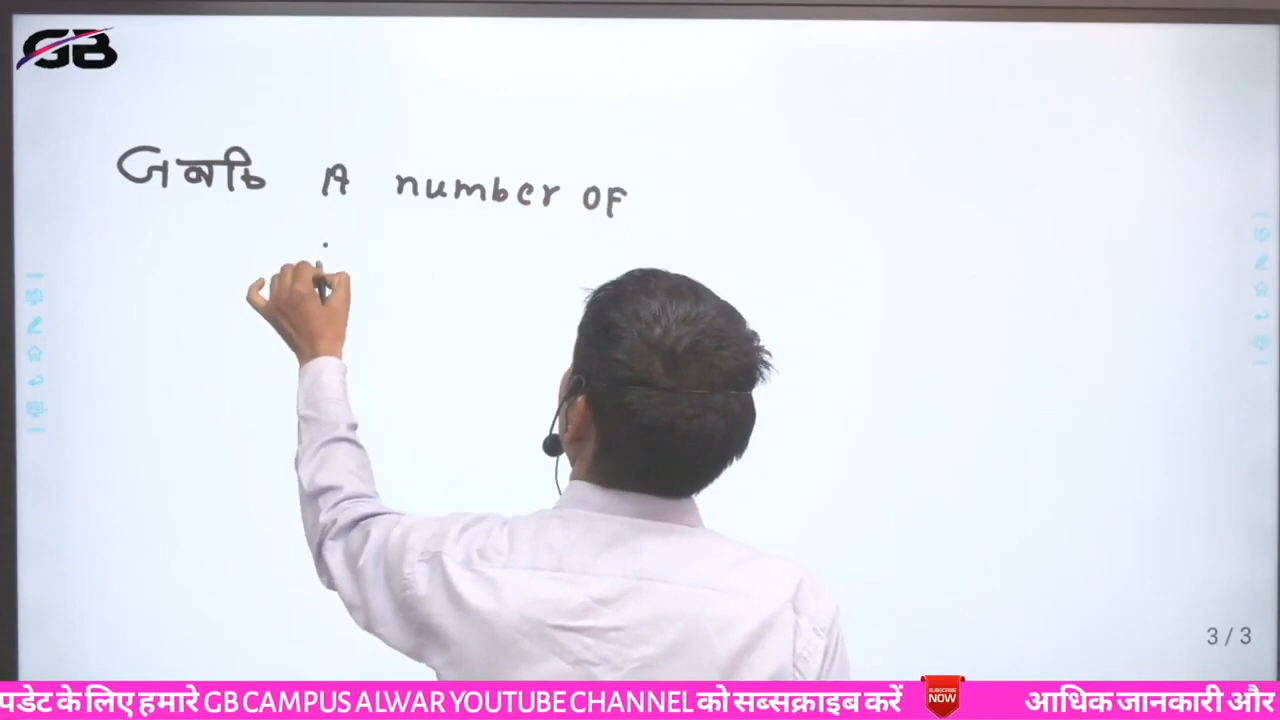 GB
जबकि A number OF
3/3
पडेट के लिए हमारे GB CAMPUS ALWAR YOUTUBE CHANNEL को सब्सक्राइब करें SUBSCRIBE NOW आधिक जानकारी और